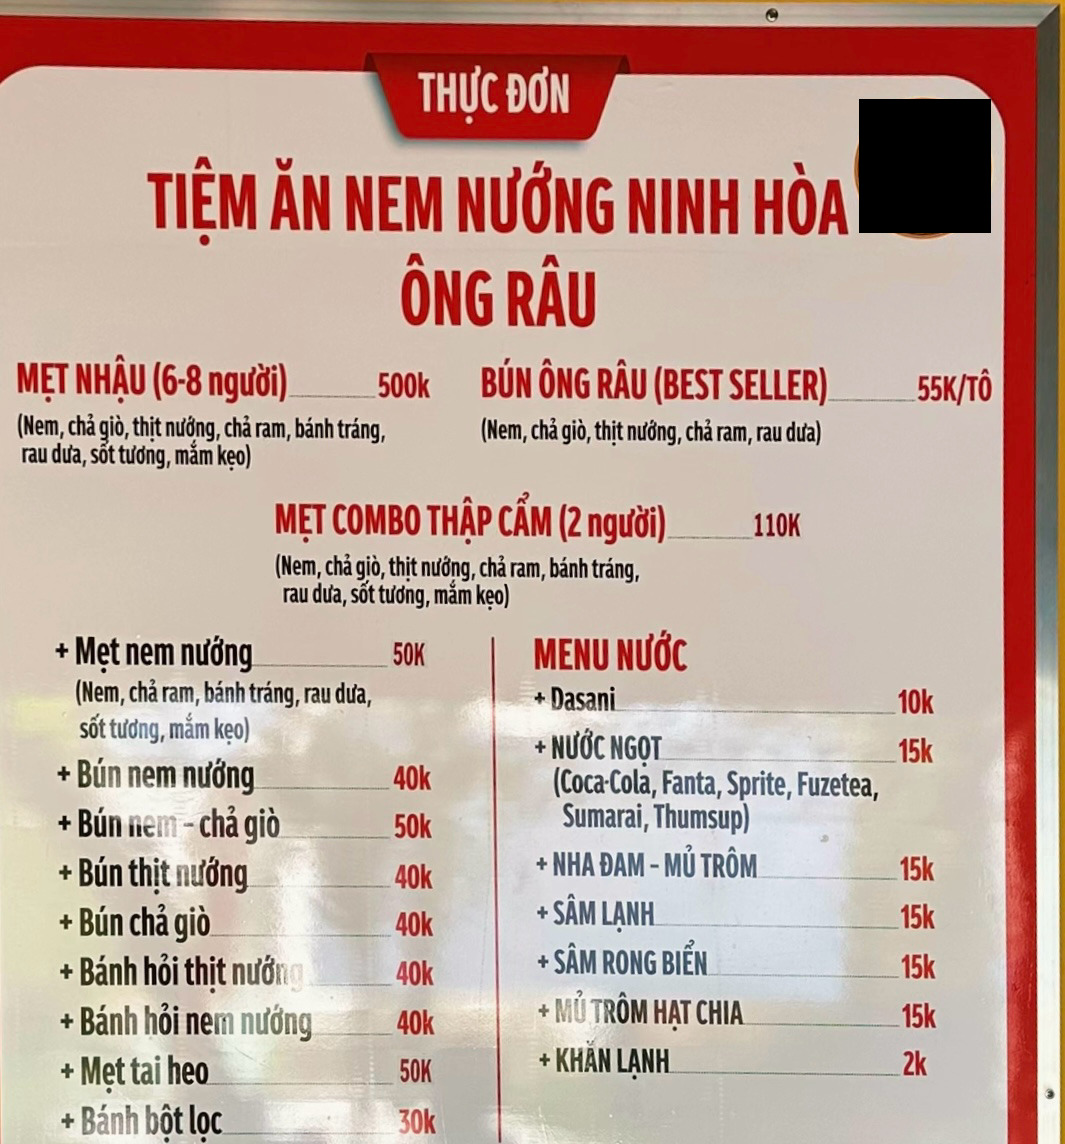 THỰC ĐƠN
TIỆM ĂN NEM NƯỚNG NINH HÒA
ÔNG RÂU
MẸT NHẬU (6-8 người) 500k
(Nem, chả giò, thịt nướng, chả ram, bánh tráng,
rau dưa, sốt tương, mắm kẹo)
BÚN ÔNG RÂU (BEST SELLER) 55K/TÔ
(Nem, chả giò, thịt nướng, chả ram, rau dưa)
MẸT COMBO THẬP CẨM (2 người) 110K
(Nem, chả giò, thịt nướng, chả ram, bánh tráng,
rau dưa, sốt tương, mắm kẹo)
+ Mẹt nem nướng 50K
(Nem, chả ram, bánh tráng, rau dưa,
sốt tương, mắm kẹo)
+ Bún nem nướng 40k
+ Bún nem - chả giò 50k
+ Bún thịt nướng 40k
+ Bún chả giò 40k
+ Bánh hỏi thịt nướng 40k
+ Bánh hỏi nem nướng 40k
+ Mẹt tai heo 50K
+ Bánh bột lọc 30k
MENU NƯỚC
+ Dasani 10k
+ NƯỚC NGỌT 15k
(Coca-Cola, Fanta, Sprite, Fuzetea,
Sumarai, Thumsup)
+ NHA ĐAM - MỦ TRÔM 15k
+ SÂM LẠNH 15k
+ SÂM RONG BIỂN 15k
+ MỦ TRÔM HẠT CHIA 15k
+ KHĂN LẠNH 2k